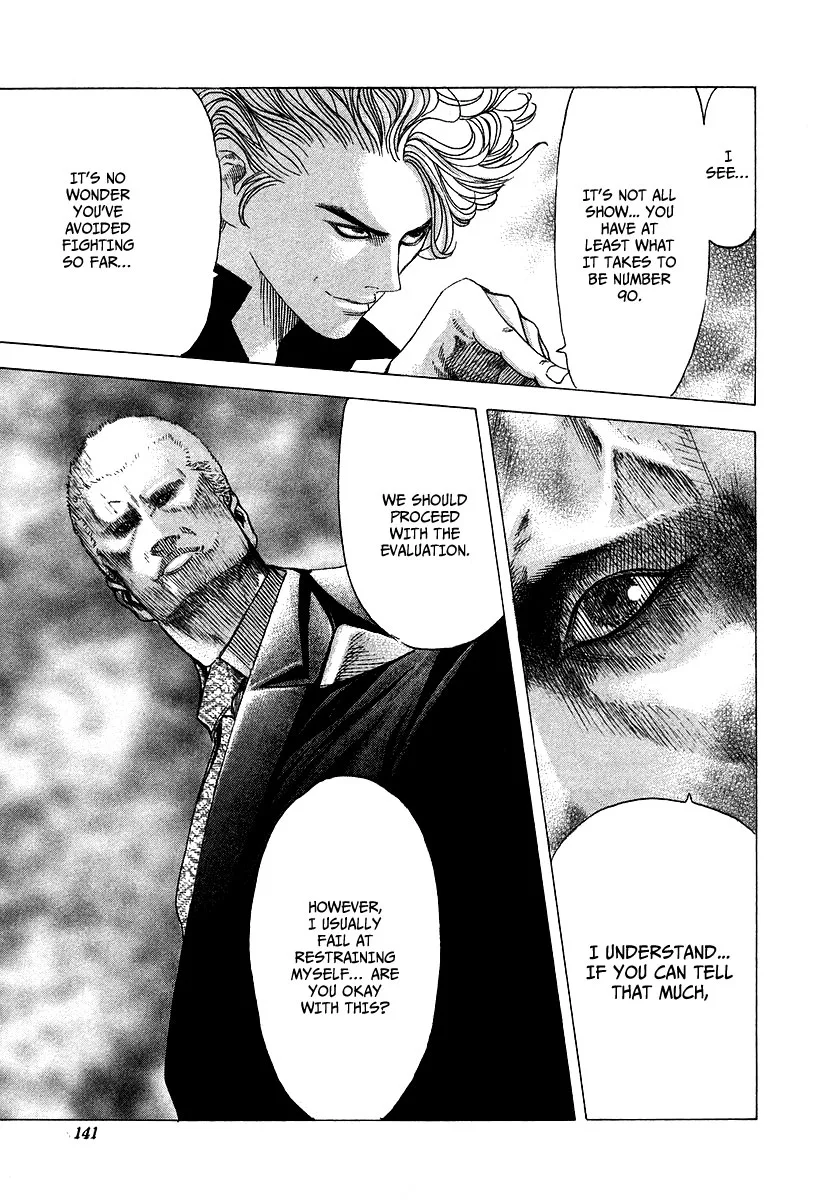 I
SEE...
IT'S NOT ALL
SHOW... YOU
HAVE AT
LEAST WHAT
IT TAKES TO
BE NUMBER
90.
IT'S NO
WONDER
YOU'VE
AVOIDED
FIGHTING
SO FAR...
I UNDERSTAND...
IF YOU CAN TELL
THAT MUCH,
WE SHOULD
PROCEED
WITH THE
EVALUATION.
HOWEVER,
I USUALLY
FAIL AT
RESTRAINING
MYSELF... ARE
YOU OKAY
WITH THIS?
141